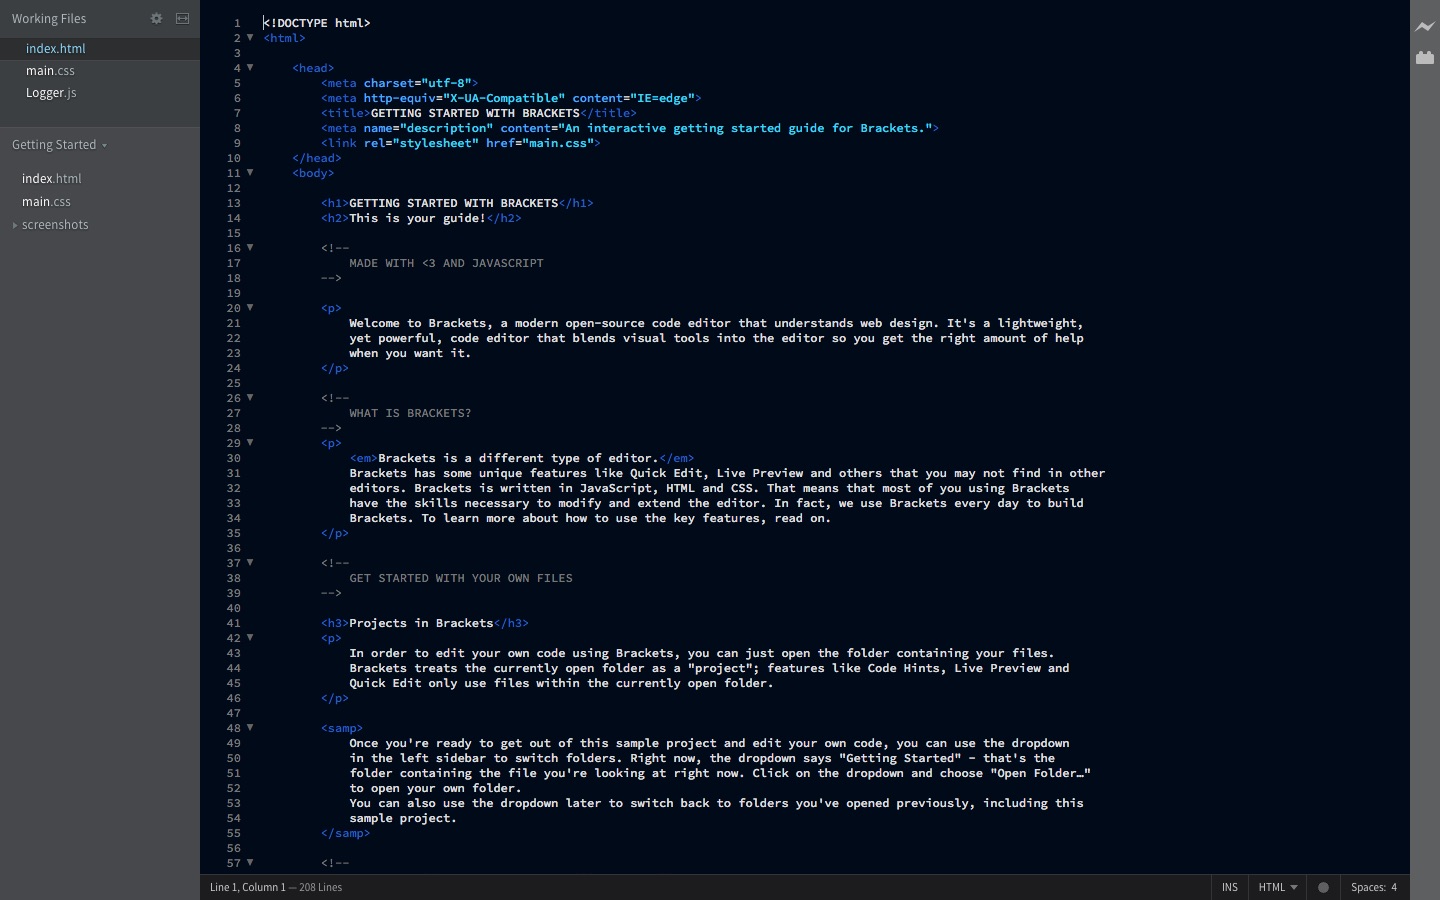 Working Files
index.html
main.css
Logger.js
Getting Started
index.html
main.css
screenshots
1 <!DOCTYPE html>
2 <html>
3
4 <head>
5 <meta charset="utf-8">
6 <meta http-equiv="X-UA-Compatible" content="IE=edge">
7 <title>GETTING STARTED WITH BRACKETS</title>
8 <meta name="description" content="An interactive getting started guide for Brackets.">
9 <link rel="stylesheet" href="main.css">
10 </head>
11 <body>
12
13 <h1>GETTING STARTED WITH BRACKETS</h1>
14 <h2>This is your guide!</h2>
15
16 <!--
17 MADE WITH <3 AND JAVASCRIPT
18 -->
19
20 <p>
21 Welcome to Brackets, a modern open-source code editor that understands web design. It's a lightweight,
22 yet powerful, code editor that blends visual tools into the editor so you get the right amount of help
23 when you want it.
24 </p>
25
26 <!--
27 WHAT IS BRACKETS?
28 -->
29 <p>
30 <em>Brackets is a different type of editor.</em>
31 Brackets has some unique features like Quick Edit, Live Preview and others that you may not find in other
32 editors. Brackets is written in JavaScript, HTML and CSS. That means that most of you using Brackets
33 have the skills necessary to modify and extend the editor. In fact, we use Brackets every day to build
34 Brackets. To learn more about how to use the key features, read on.
35 </p>
36
37 <!--
38 GET STARTED WITH YOUR OWN FILES
39 -->
40
41 <h3>Projects in Brackets</h3>
42 <p>
43 In order to edit your own code using Brackets, you can just open the folder containing your files.
44 Brackets treats the currently open folder as a "project"; features like Code Hints, Live Preview and
45 Quick Edit only use files within the currently open folder.
46 </p>
47
48 <samp>
49 Once you're ready to get out of this sample project and edit your own code, you can use the dropdown
50 in the left sidebar to switch folders. Right now, the dropdown says "Getting Started" - that's the
51 folder containing the file you're looking at right now. Click on the dropdown and choose "Open Folder…"
52 to open your own folder.
53 You can also use the dropdown later to switch back to folders you've opened previously, including this
54 sample project.
55 </samp>
56
57 <!--
Line 1, Column 1 — 208 Lines
INS
HTML
Spaces: 4